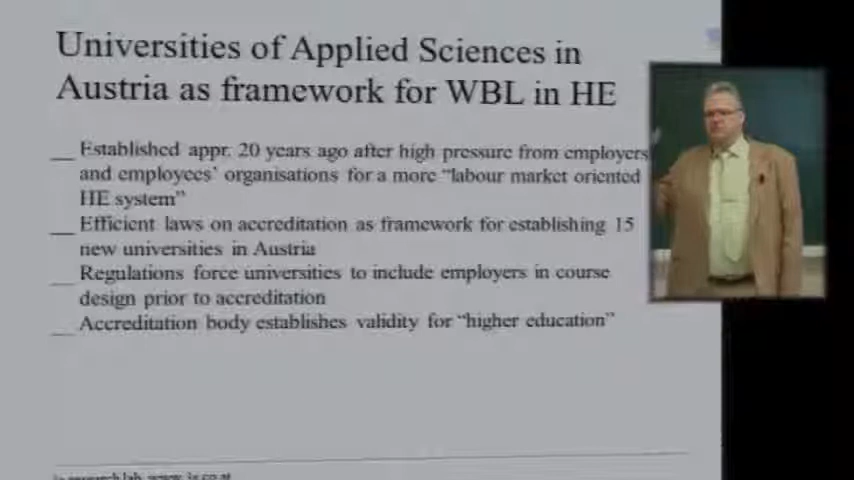 Universities of Applied Sciences in
Austria as framework for WBL in HE
Established appr. 20 years ago after high pressure from employers
and employees' organisations for a more "labour market oriented
HE system"
Efficient laws on accreditation as framework for establishing 15
new universities in Austria
Regulations force universities to include employers in course
design prior to accreditation
Accreditation body establishes validity for "higher education"